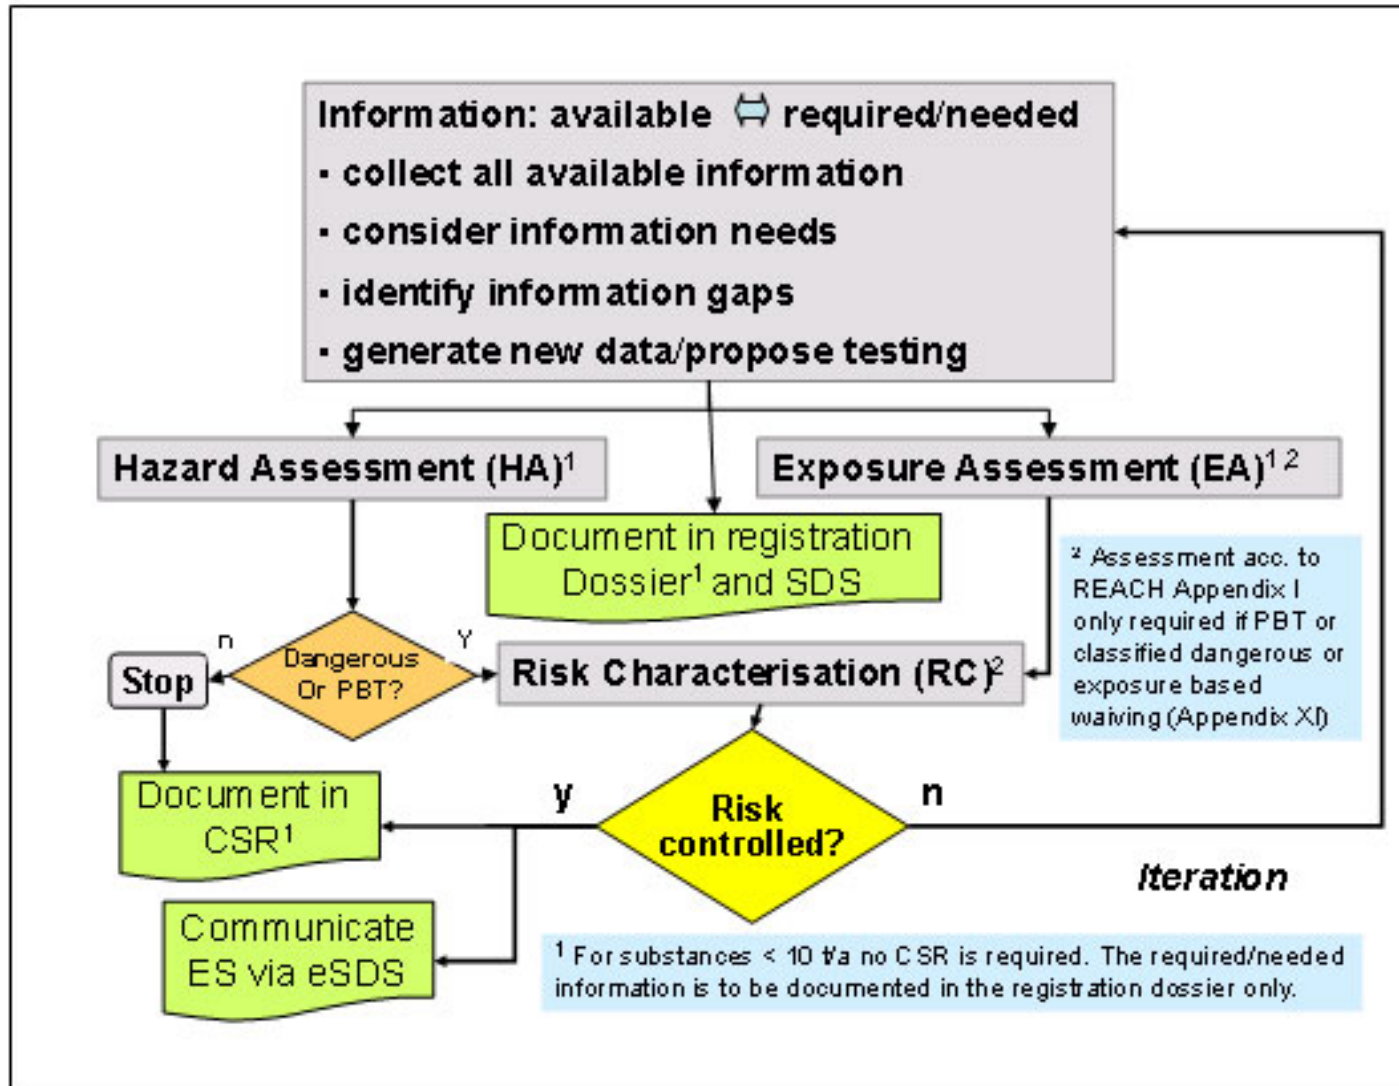 Information: available ⇔ required/needed
▪ collect all available information
▪ consider information needs
▪ identify information gaps
▪ generate new data/propose testing
Hazard Assessment (HA)¹
Exposure Assessment (EA)¹ ²
Document in registration
Dossier¹ and SDS
² Assessment acc. to
REACH Appendix I
only required if PBT or
classified dangerous or
exposure based
waiving (Appendix XI)
n
Dangerous
Or PBT?
Y
Stop
Risk Characterisation (RC)²
Document in
CSR¹
y
Risk
controlled?
n
Iteration
Communicate
ES via eSDS
¹ For substances < 10 t/a no CSR is required. The required/needed
information is to be documented in the registration dossier only.